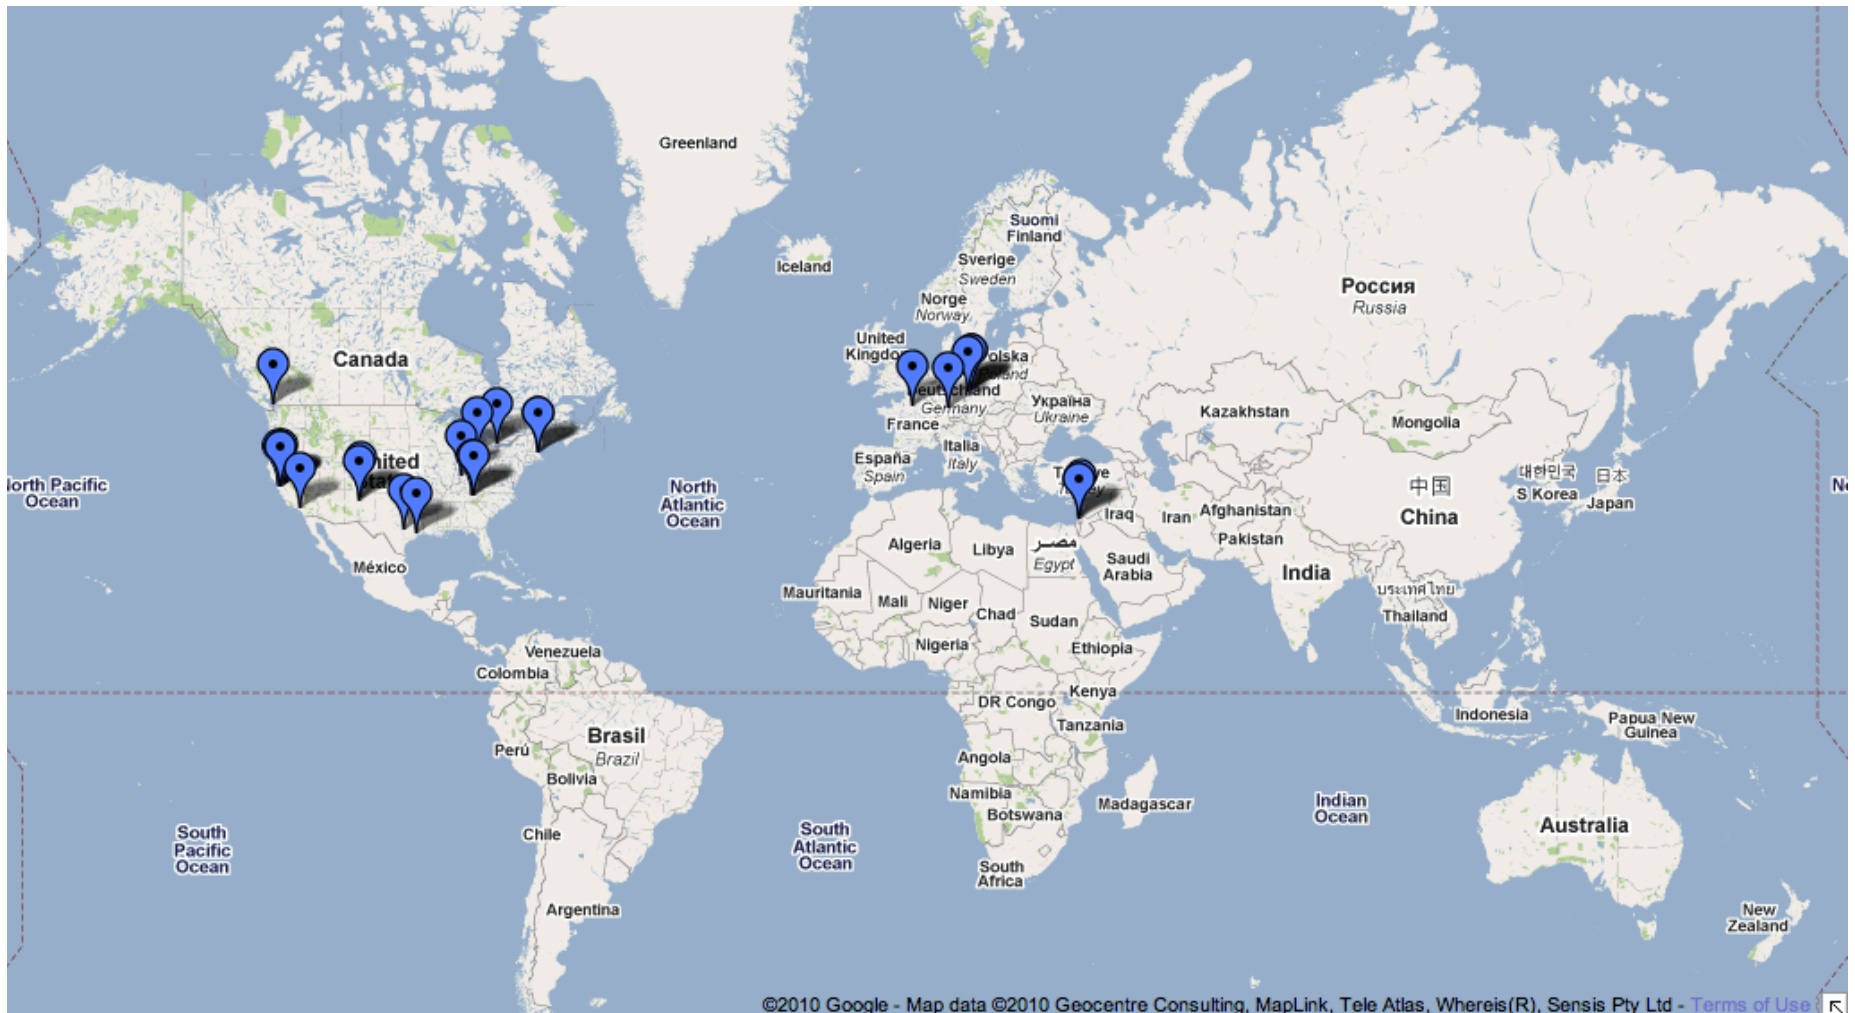 Greenland
Suomi
Finland
Iceland
Sverige
Sweden
Россия
Russia
Norge
Norway
United
Kingdo
Canada
olska
land
eutschland
Germany
Україна
Ukraine
Kazakhstan
Mongolia
France
Italia
Italy
España
Spain
nited
North Pacific
Ocean
North
Atlantic
Ocean
대한민국
S Korea
日本
Japan
中国
China
Iraq
Iran
Afghanistan
Pakistan
México
Algeria
Libya
مصر
Egypt
Saudi
Arabia
India
Mauritania
Mali
Niger
Chad
Sudan
ประเทศไทย
Thailand
Nigeria
Ethiopia
Venezuela
Colombia
DR Congo
Kenya
Tanzania
Indonesia
Papua New
Guinea
Perú
Brasil
Brazil
Bolivia
Angola
Namibia
Botswana
Madagascar
Indian
Ocean
Australia
Chile
South
Pacific
Ocean
South
Atlantic
Ocean
South
Africa
Argentina
New
Zealand
©2010 Google - Map data ©2010 Geocentre Consulting, MapLink, Tele Atlas, Whereis(R), Sensis Pty Ltd - Terms of Use